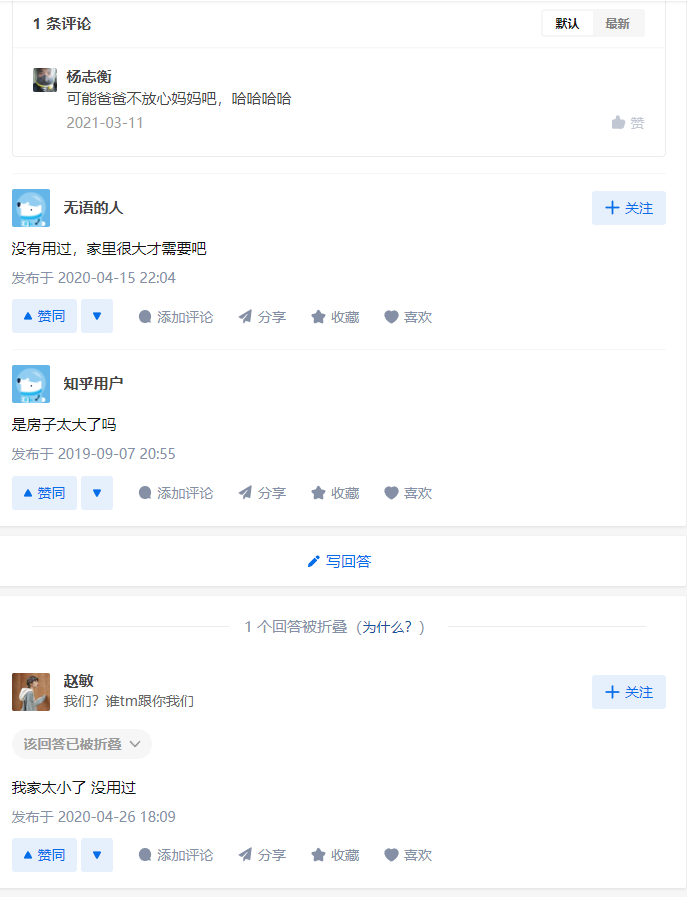 1 条评论 默认 最新
杨志衡
可能爸爸不放心妈妈吧，哈哈哈哈
2021-03-11 赞
无语的人 关注
没有用过，家里很大才需要吧
发布于 2020-04-15 22:04
赞同 添加评论 分享 收藏 喜欢
知乎用户
是房子太大了吗
发布于 2019-09-07 20:55
赞同 添加评论 分享 收藏 喜欢
写回答
1 个回答被折叠（为什么？）
赵敏 关注
我们？谁tm跟你我们
该回答已被折叠
我家太小了 没用过
发布于 2020-04-26 18:09
赞同 添加评论 分享 收藏 喜欢